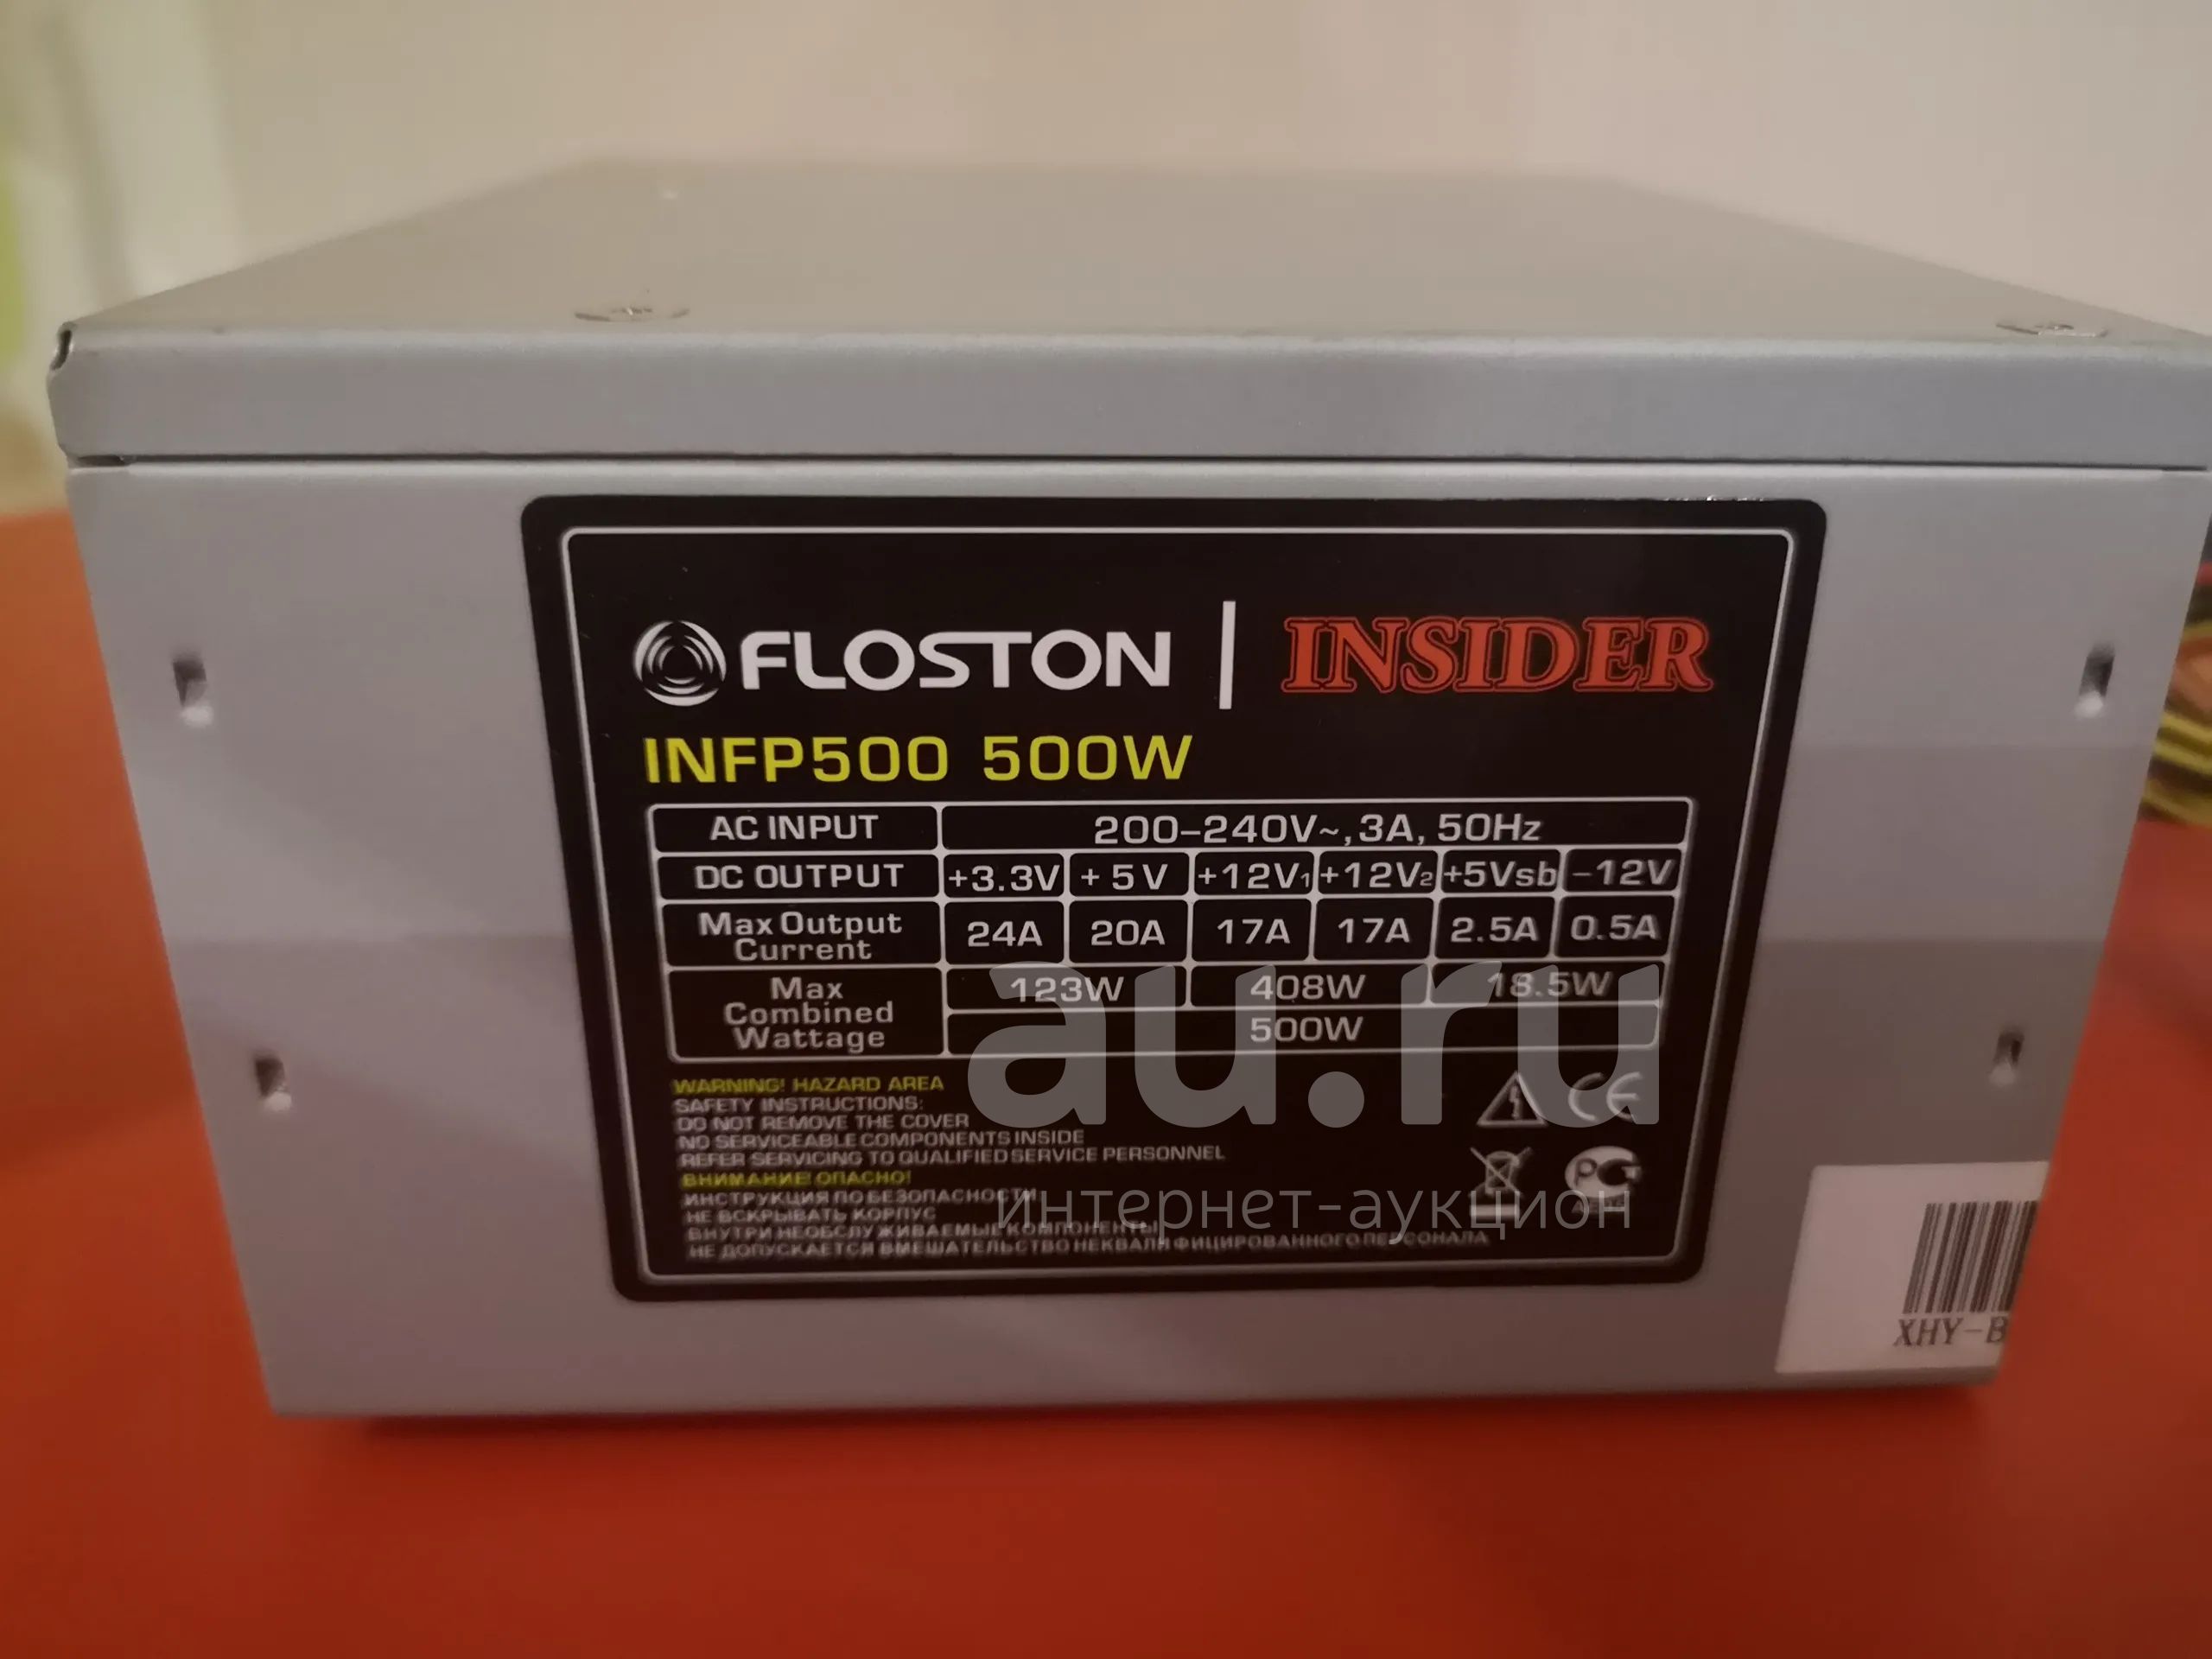 FLOSTON | INSIDER
INFP500 500W
AC INPUT 200-240V~,3A, 50Hz
DC OUTPUT +3.3V +5V +12V1 +12V2 +5Vsb -12V
Max Output Current 24A 20A 17A 17A 2.5A 0.5A
Max Combined Wattage 123W 408W 18.5W
500W
WARNING! HAZARD AREA
SAFETY INSTRUCTIONS:
DO NOT REMOVE THE COVER
NO SERVICEABLE COMPONENTS INSIDE
REFER SERVICING TO QUALIFIED SERVICE PERSONNEL
ВНИМАНИЕ! ОПАСНО!
ИНСТРУКЦИЯ ПО БЕЗОПАСНОСТИ
НЕ ВСКРЫВАТЬ КОРПУС
ВНУТРИ НЕОБСЛУЖИВАЕМЫЕ КОМПОНЕНТЫ
НЕ ДОПУСКАЕТСЯ ВМЕШАТЕЛЬСТВО НЕКВАЛИФИЦИРОВАННОГО ПЕРСОНАЛА
CE
XHY-B
au.ru
интернет-аукцион